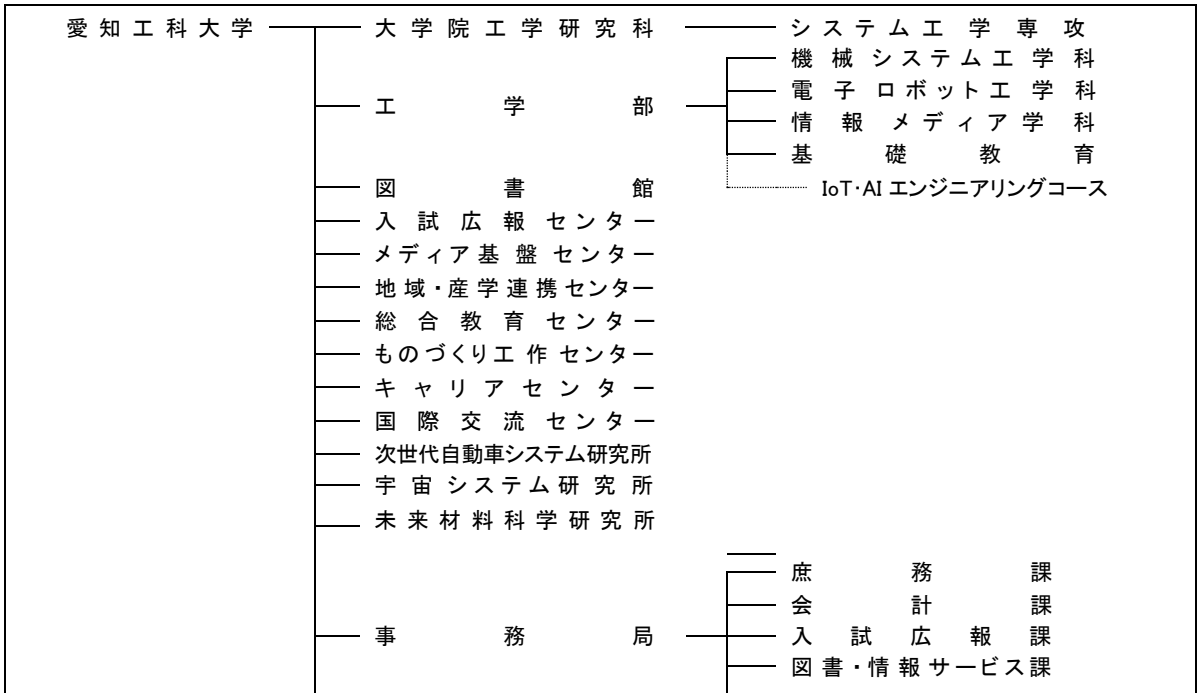 愛知工科大学 大学院工学研究科 システム工学専攻
機械システム工学科
電子ロボット工学科
工学部
情報メディア学科
基礎教育
図書館 IoT・AIエンジニアリングコース
入試広報センター
メディア基盤センター
地域・産学連携センター
総合教育センター
ものづくり工作センター
キャリアセンター
国際交流センター
次世代自動車システム研究所
宇宙システム研究所
未来材料科学研究所
庶務課
会計課
事務局 入試広報課
図書・情報サービス課